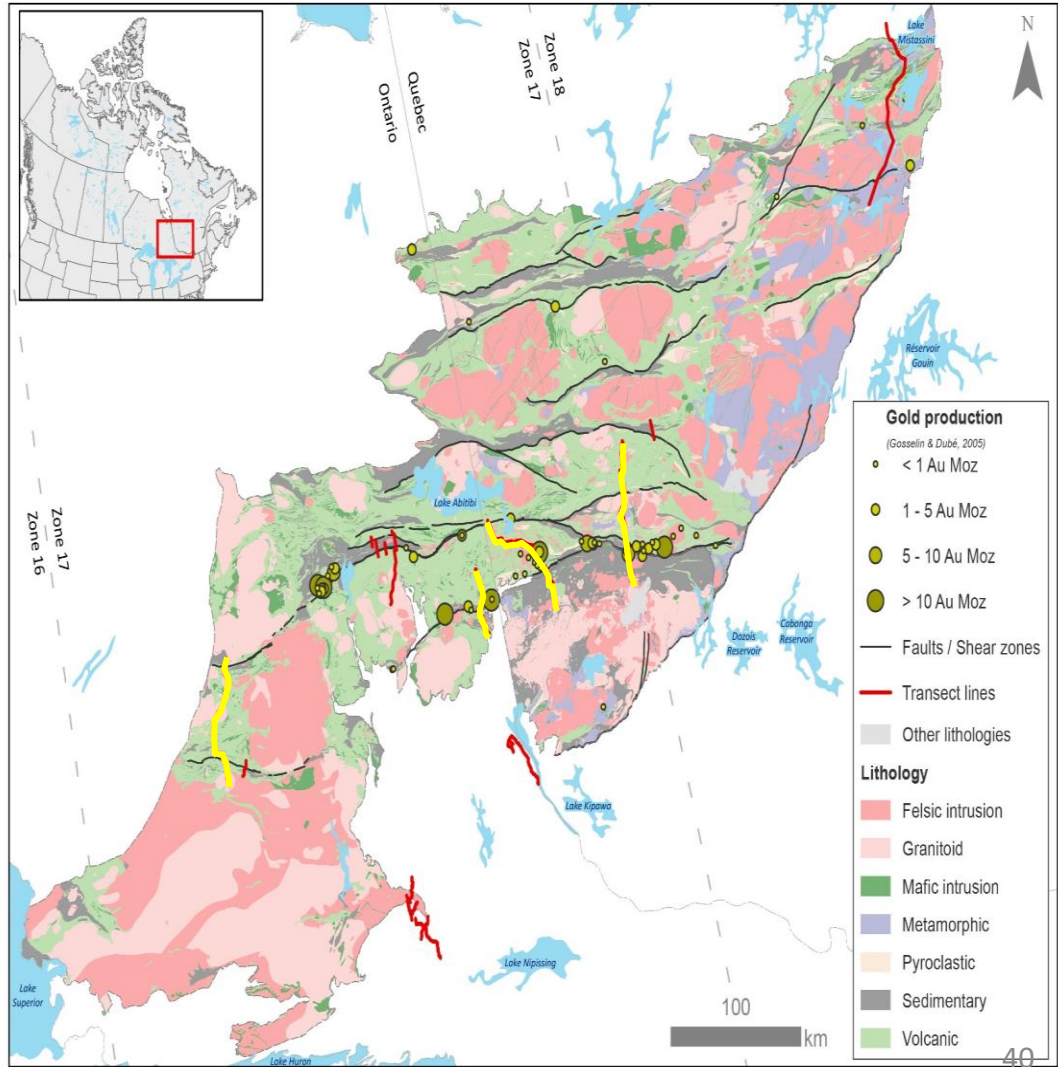 Lake
Mistassini
N
Zone 18
Zone 17
Quebec
Ontario
Réservoir
Gouin
Lake Abitibi
Zone 17
Zone 16
Dozois
Reservoir
Cabonga
Reservoir
Lake Kipawa
Lake Nipissing
Lake
Superior
Lake Huron
100
km
Gold production
(Gosselin & Dubé, 2005)
< 1 Au Moz
1 - 5 Au Moz
5 - 10 Au Moz
> 10 Au Moz
Faults / Shear zones
Transect lines
Other lithologies
Lithology
Felsic intrusion
Granitoid
Mafic intrusion
Metamorphic
Pyroclastic
Sedimentary
Volcanic
40